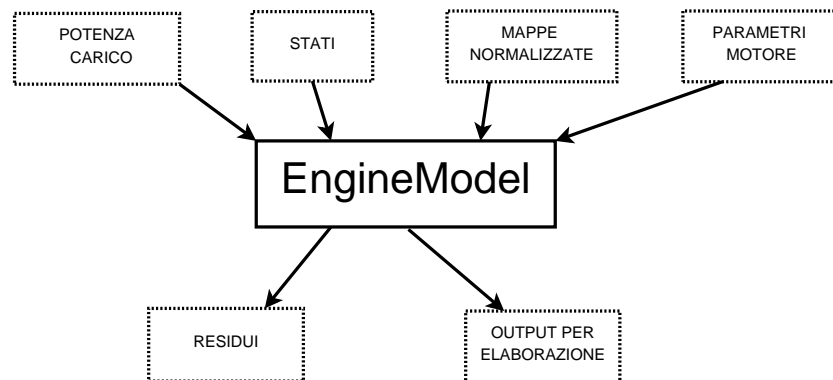 POTENZA
CARICO
STATI
MAPPE
NORMALIZZATE
PARAMETRI
MOTORE
EngineModel
RESIDUI
OUTPUT PER
ELABORAZIONE